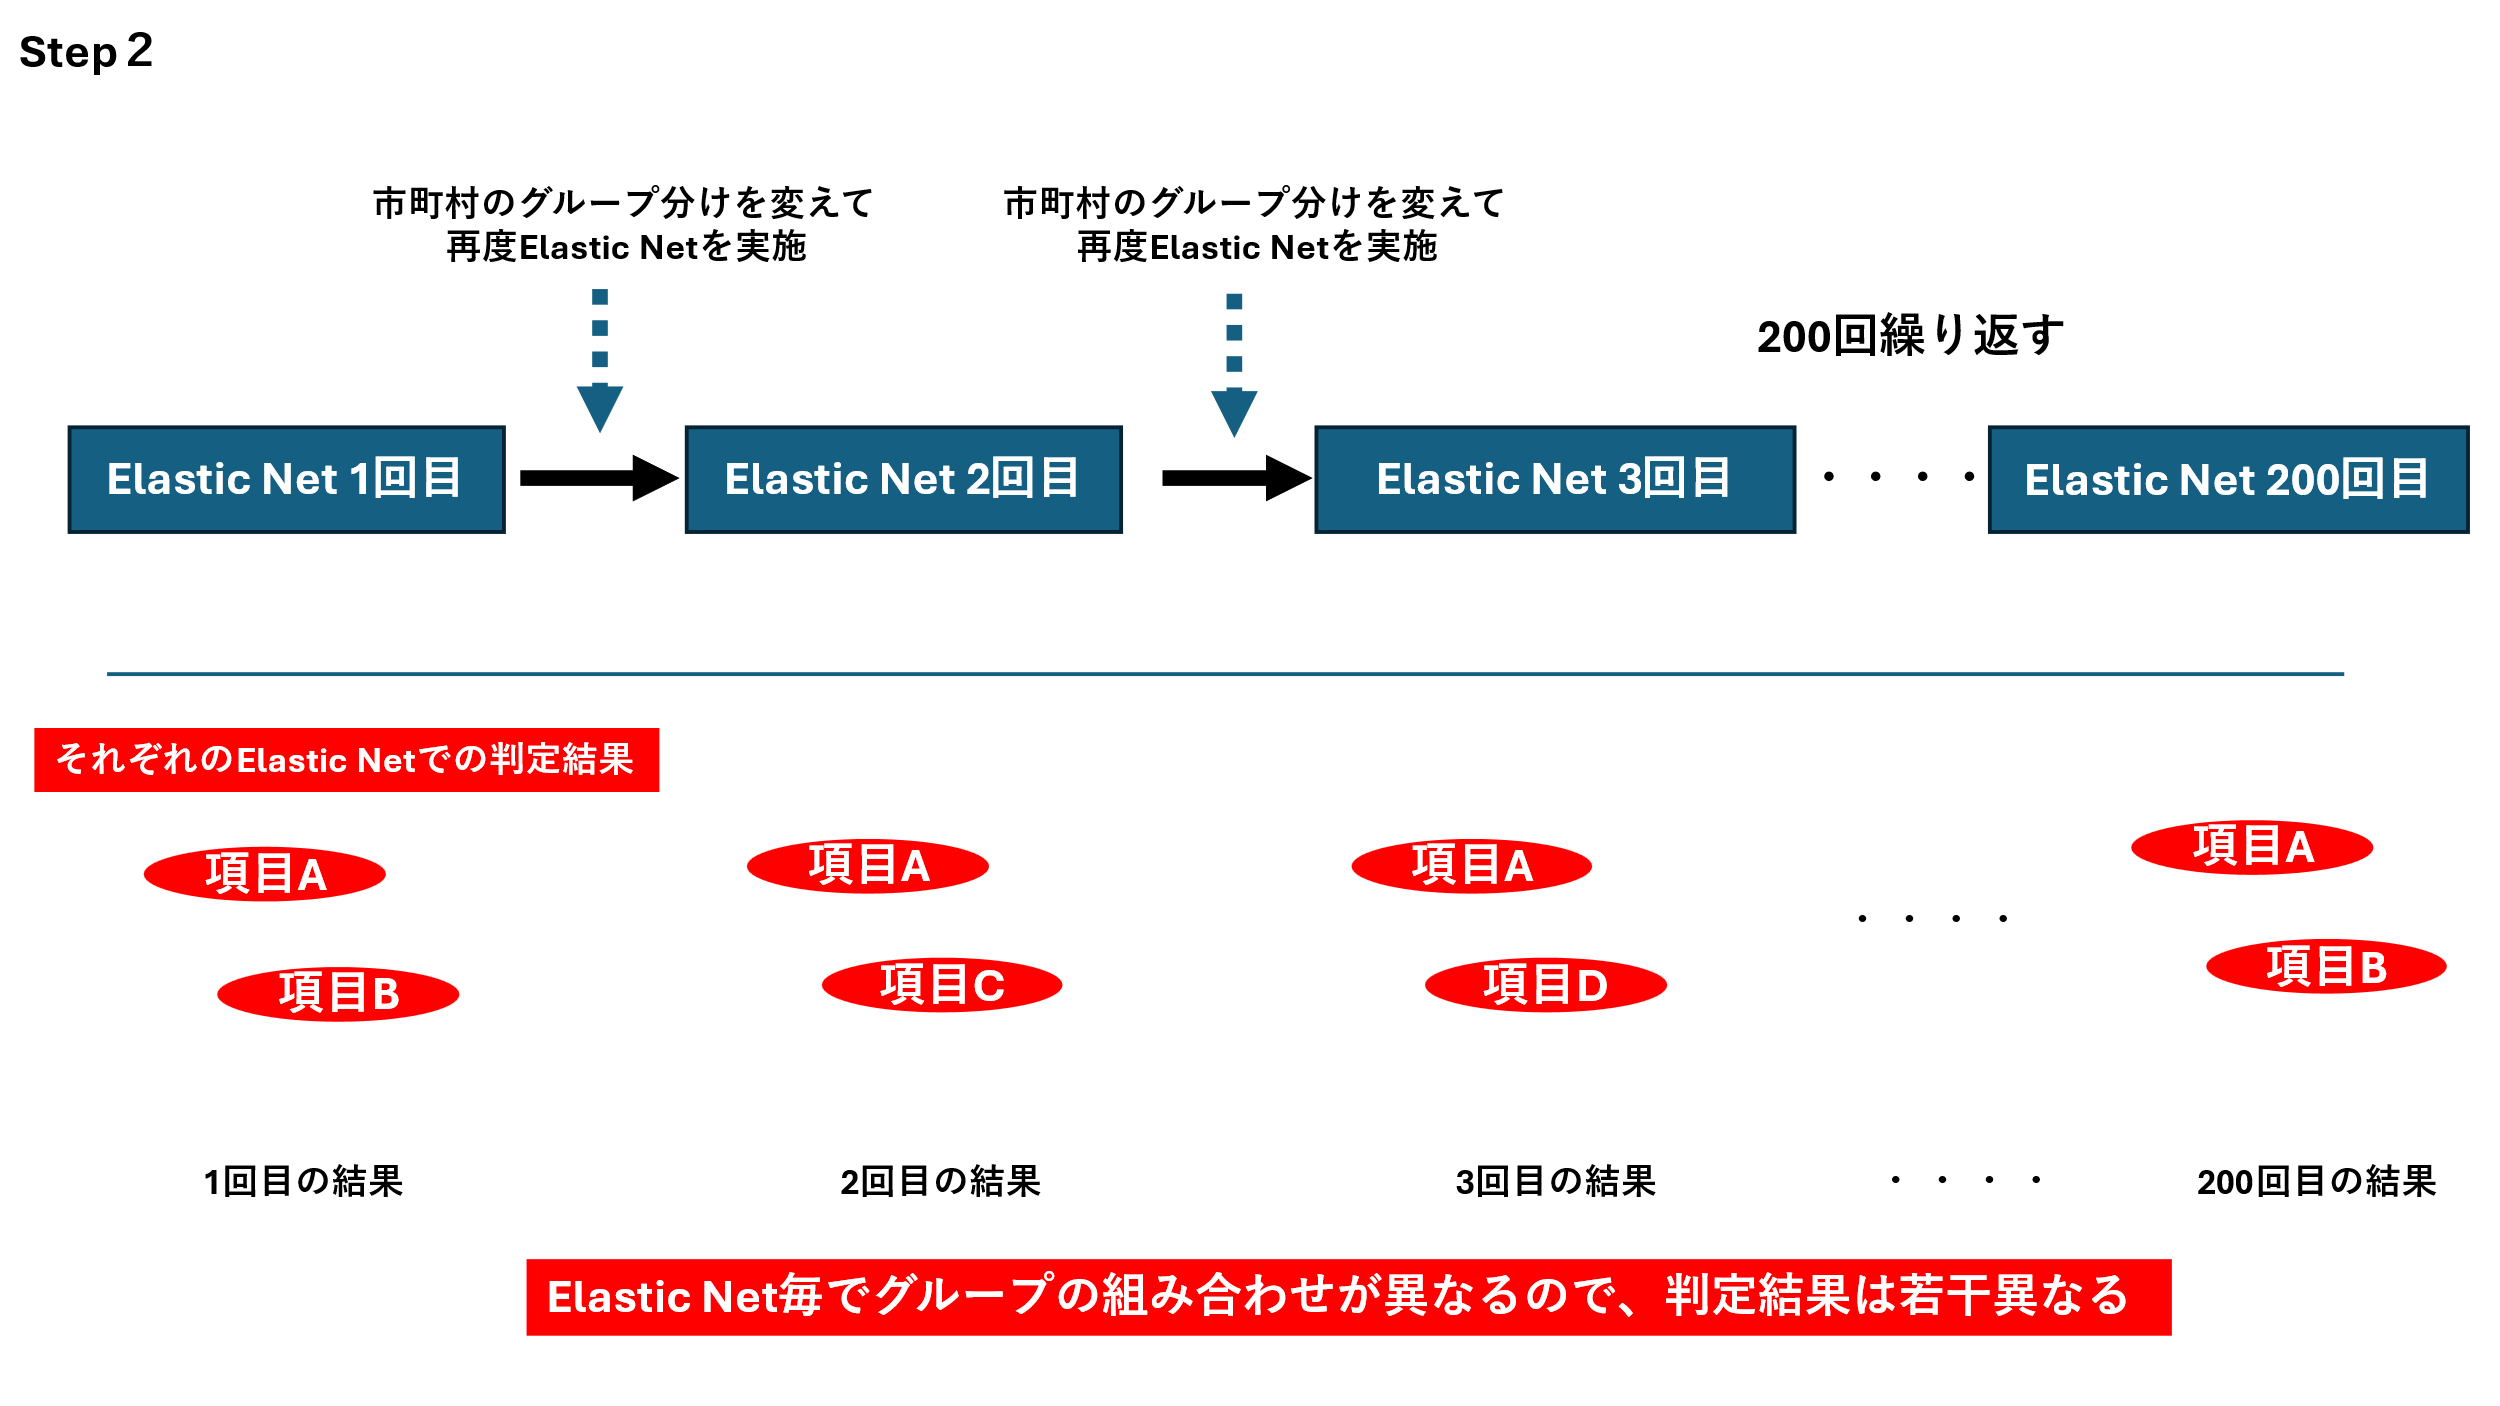 Step２
市町村のグループ分けを変えて
再度Elastic Netを実施
市町村のグループ分けを変えて
再度Elastic Netを実施
200回繰り返す
Elastic Net 1回目
Elastic Net 2回目
Elastic Net 3回目
・・・・
Elastic Net 200回目
それぞれのElastic Netでの判定結果
項目A
項目A
項目A
項目A
・・・・
項目B
項目C
項目D
項目B
1回目の結果
2回目の結果
3回目の結果
・・・・
200回目の結果
Elastic Net毎でグループの組み合わせが異なるので、判定結果は若干異なる